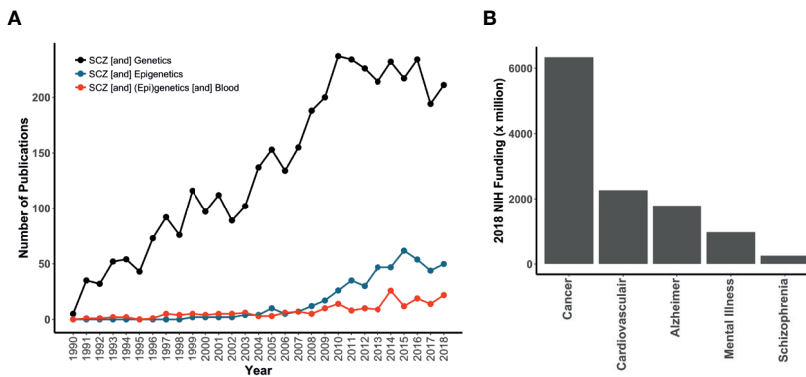 A
SCZ [and] Genetics
SCZ [and] Epigenetics
SCZ [and] (Epi)genetics [and] Blood
Number of Publications
200
150
100
50
0
1990
1991
1992
1993
1994
1995
1996
1997
1998
1999
2000
2001
2002
2003
2004
2005
2006
2007
2008
2009
2010
2011
2012
2013
2014
2015
2016
2017
2018
Year
B
2018 NIH Funding (x million)
6000
4000
2000
0
Cancer
Cardiovasculair
Alzheimer
Mental Illness
Schizophrenia